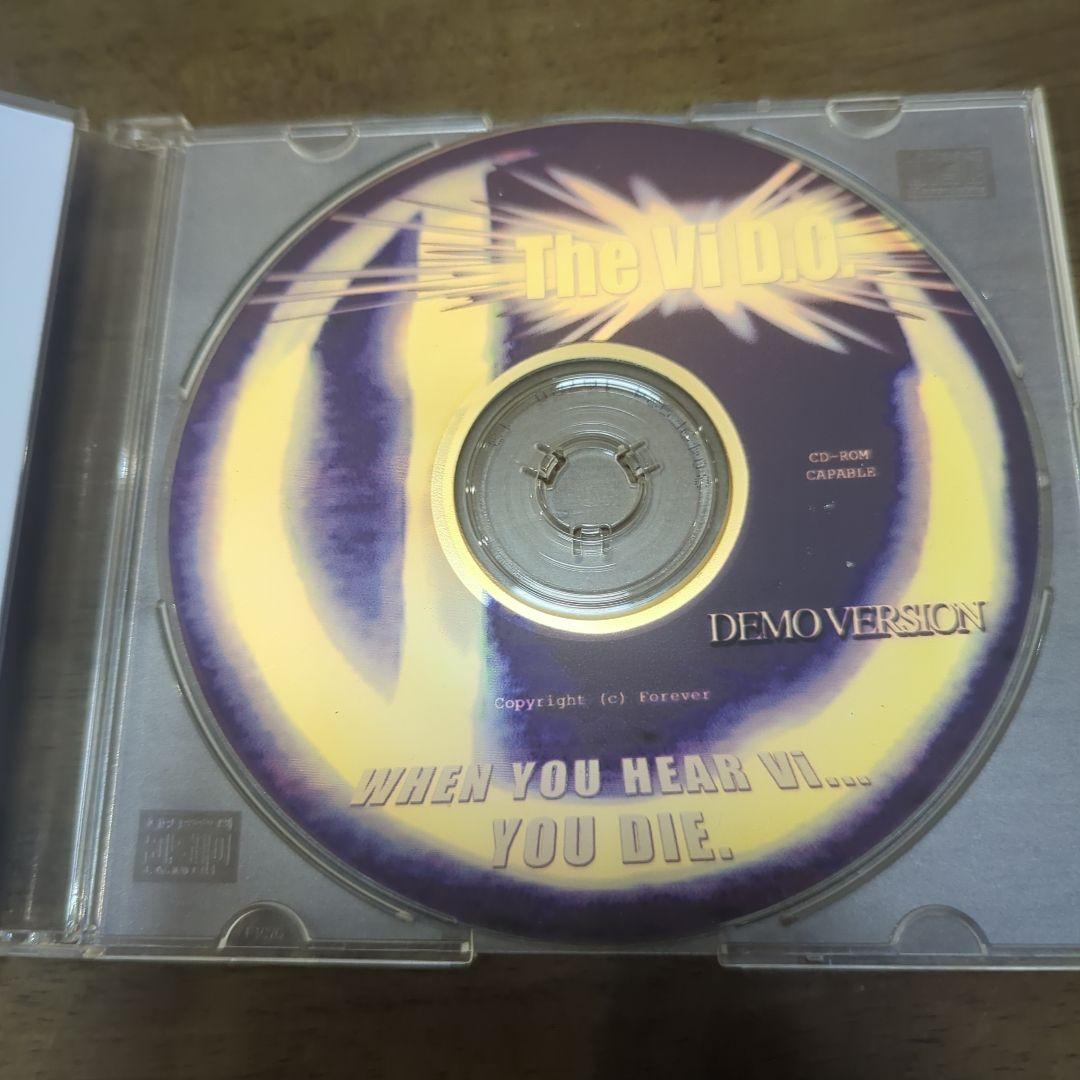 The Vi D.O.
CD-ROM
CAPABLE
DEMO VERSION
Copyright (c) Forever
WHEN YOU HEAR Vi...
YOU DIE.